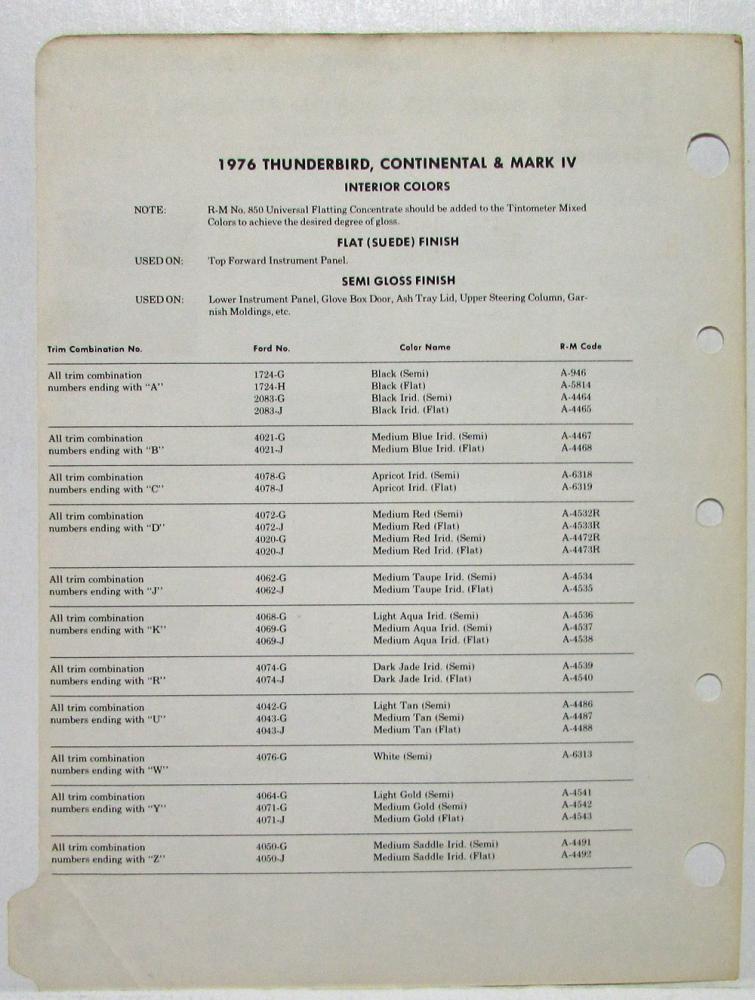 1976 THUNDERBIRD, CONTINENTAL & MARK IV
INTERIOR COLORS
NOTE: R-M No. 850 Universal Flatting Concentrate should be added to the Tintometer Mixed
Colors to achieve the desired degree of gloss.
FLAT (SUEDE) FINISH
USED ON: Top Forward Instrument Panel.
SEMI GLOSS FINISH
USED ON: Lower Instrument Panel, Glove Box Door, Ash Tray Lid, Upper Steering Column, Gar-
nish Moldings, etc.
Trim Combination No. Ford No. Color Name R-M Code
All trim combination 1724-G Black (Semi) A-946
numbers ending with "A" 1724-H Black (Flat) A-5814
2083-G Black Irid. (Semi) A-4464
2083-J Black Irid. (Flat) A-4465
All trim combination 4021-G Medium Blue Irid. (Semi) A-4467
numbers ending with "B" 4021-J Medium Blue Irid. (Flat) A-4468
All trim combination 4078-G Apricot Irid. (Semi) A-6318
numbers ending with "C" 4078-J Apricot Irid. (Flat) A-6319
All trim combination 4072-G Medium Red (Semi) A-4532R
numbers ending with "D" 4072-J Medium Red (Flat) A-4533R
4020-G Medium Red Irid. (Semi) A-4472R
4020-J Medium Red Irid. (Flat) A-4473R
All trim combination 4062-G Medium Taupe Irid. (Semi) A-4534
numbers ending with "J" 4062-J Medium Taupe Irid. (Flat) A-4535
All trim combination 4068-G Light Aqua Irid. (Semi) A-4536
numbers ending with "K" 4069-G Medium Aqua Irid. (Semi) A-4537
4069-J Medium Aqua Irid. (Flat) A-4538
All trim combination 4074-G Dark Jade Irid. (Semi) A-4539
numbers ending with "R" 4074-J Dark Jade Irid. (Flat) A-4540
All trim combination 4042-G Light Tan (Semi) A-4486
numbers ending with "U" 4043-G Medium Tan (Semi) A-4487
4043-J Medium Tan (Flat) A-4488
All trim combination 4076-G White (Semi) A-6313
numbers ending with "W"
All trim combination 4064-G Light Gold (Semi) A-4541
numbers ending with "Y" 4071-G Medium Gold (Semi) A-4542
4071-J Medium Gold (Flat) A-4543
All trim combination 4050-G Medium Saddle Irid. (Semi) A-4491
numbers ending with "Z" 4050-J Medium Saddle Irid. (Flat) A-4492